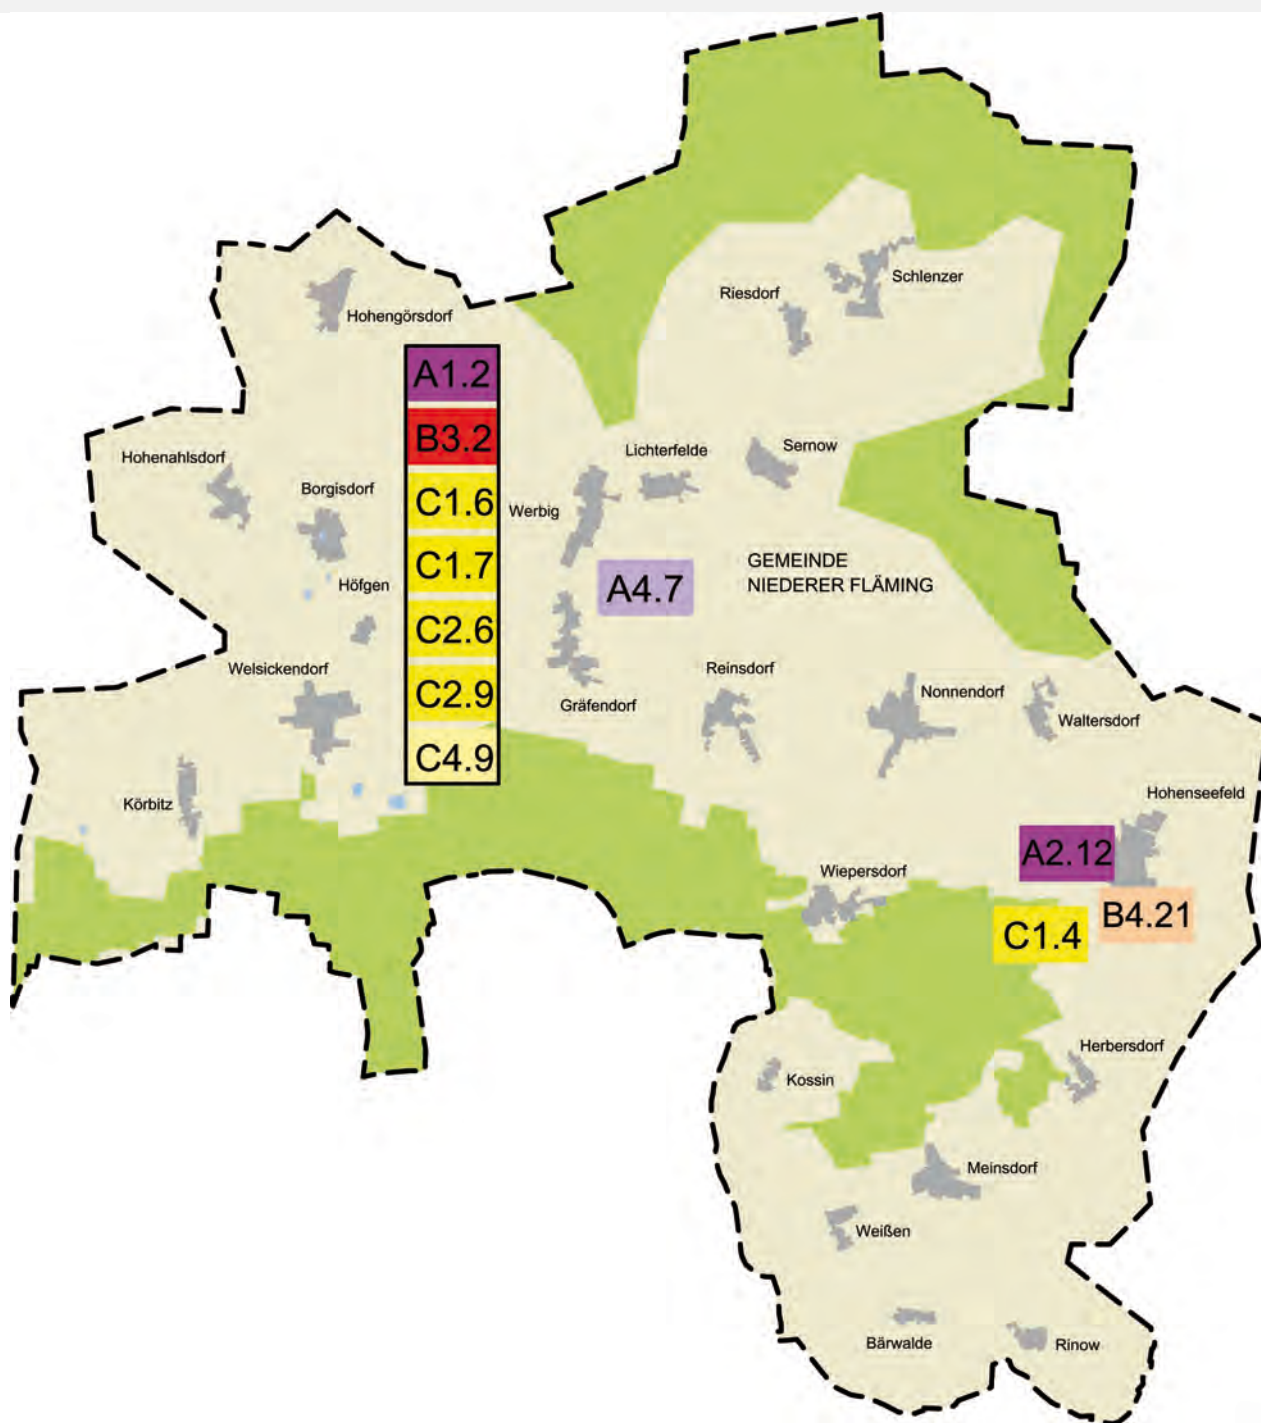 Schlenzer
Riesdorf
Hohengörsdorf
A1.2
B3.2
Lichterfelde
Sernow
Hohenahlsdorf
Borgisdorf
C1.6
Werbig
C1.7
A4.7
GEMEINDE
NIEDERER FLÄMING
Höfgen
C2.6
Welsickendorf
C2.9
Gräfendorf
Reinsdorf
Nonnendorf
Waltersdorf
C4.9
Körbitz
Hohenseefeld
A2.12
Wiepersdorf
B4.21
C1.4
Herbersdorf
Kossin
Meinsdorf
Weißen
Bärwalde
Rinow